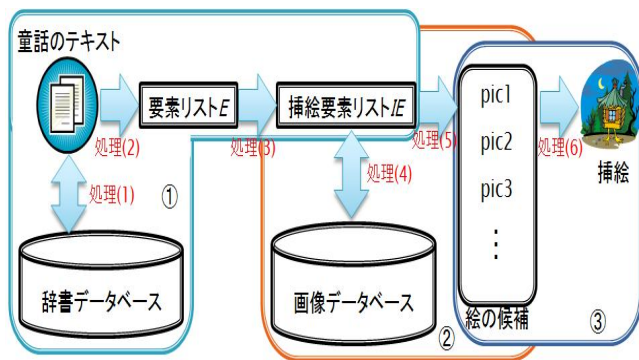 童話のテキスト
要素リストE
挿絵要素リストIE
pic1
pic2
pic3
⋮
絵の候補
挿絵
処理(2)
処理(3)
処理(5)
処理(6)
処理(1)
処理(4)
①
辞書データベース
画像データベース
②
③